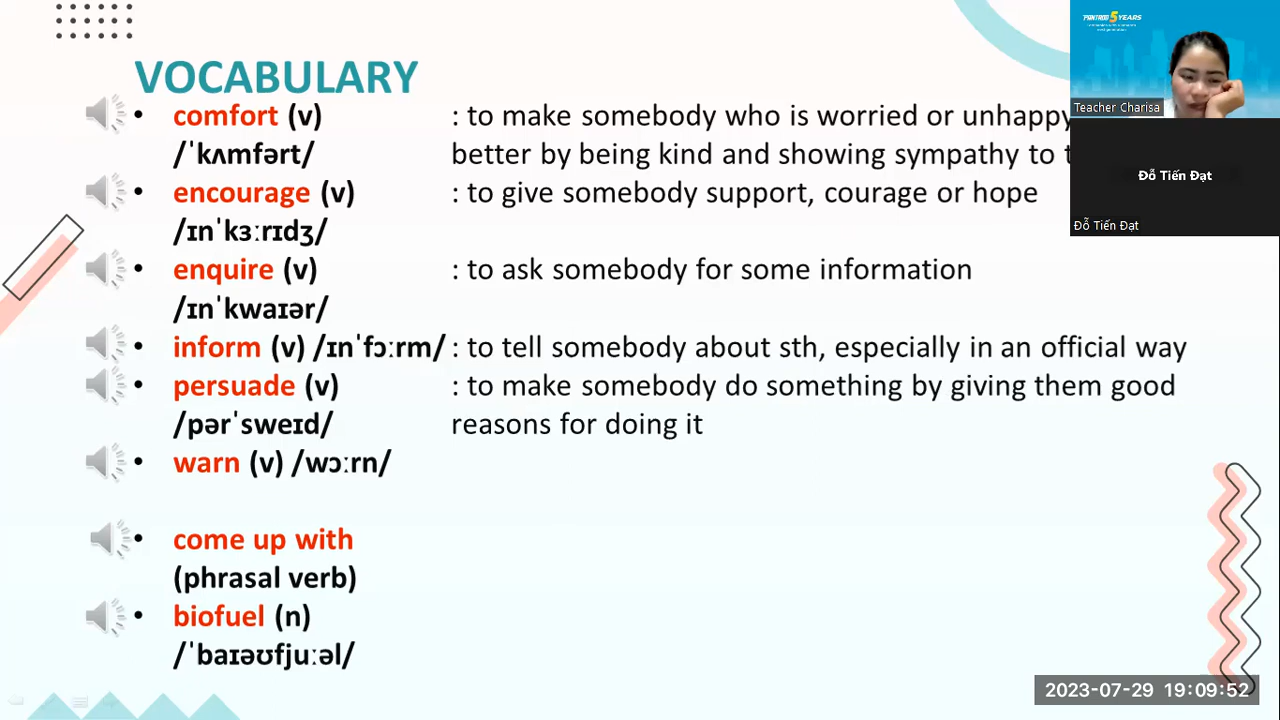 VOCABULARY
• comfort (v) : to make somebody who is worried or unhappy
/ˈkʌmfərt/ better by being kind and showing sympathy to
• encourage (v) : to give somebody support, courage or hope
/ɪnˈkɜːrɪdʒ/
• enquire (v) : to ask somebody for some information
/ɪnˈkwaɪər/
• inform (v) /ɪnˈfɔːrm/ : to tell somebody about sth, especially in an official way
• persuade (v) : to make somebody do something by giving them good
/pərˈsweɪd/ reasons for doing it
• warn (v) /wɔːrn/
• come up with
(phrasal verb)
• biofuel (n)
/ˈbaɪəʊfjuːəl/
5 YEARS
Teacher Charisa
Đỗ Tiến Đạt
Đỗ Tiến Đạt
2023-07-29 19:09:52